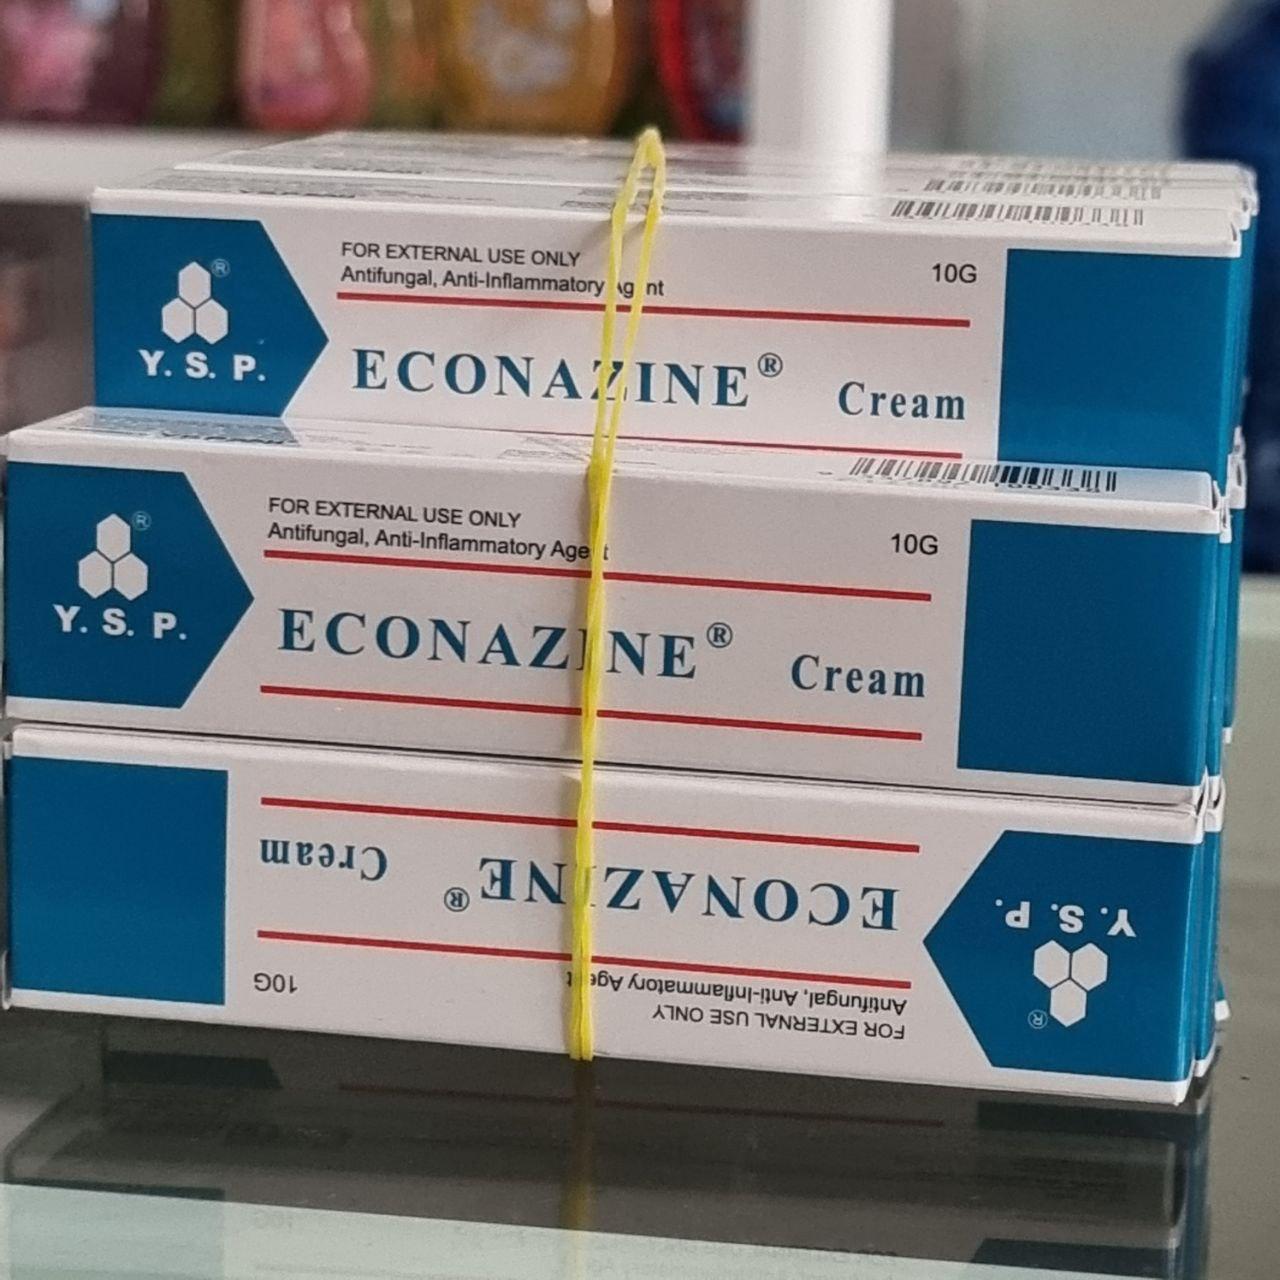 FOR EXTERNAL USE ONLY
Antifungal, Anti-Inflammatory Agent
10G
Y. S. P.
ECONAZINE® Cream
FOR EXTERNAL USE ONLY
Antifungal, Anti-Inflammatory Agent
10G
Y. S. P.
ECONAZINE® Cream
FOR EXTERNAL USE ONLY
Antifungal, Anti-Inflammatory Agent
10G
Y. S. P.
ECONAZINE® Cream